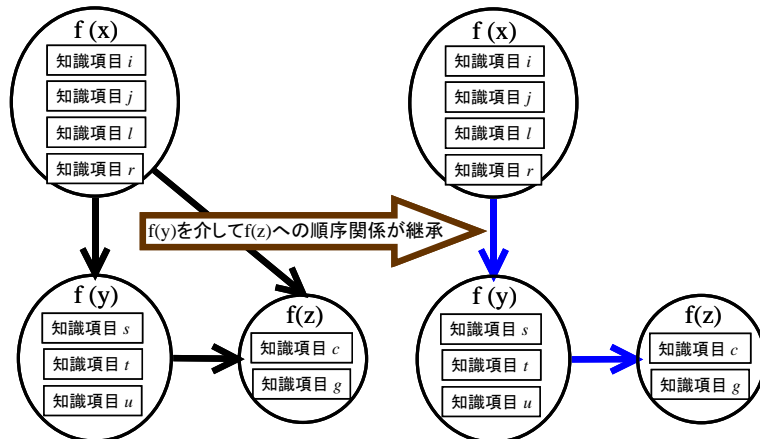 f (x)
知識項目 i
知識項目 j
知識項目 l
知識項目 r
f (x)
知識項目 i
知識項目 j
知識項目 l
知識項目 r
f(y)を介してf(z)への順序関係が継承
f (y)
知識項目 s
知識項目 t
知識項目 u
f(z)
知識項目 c
知識項目 g
f (y)
知識項目 s
知識項目 t
知識項目 u
f(z)
知識項目 c
知識項目 g